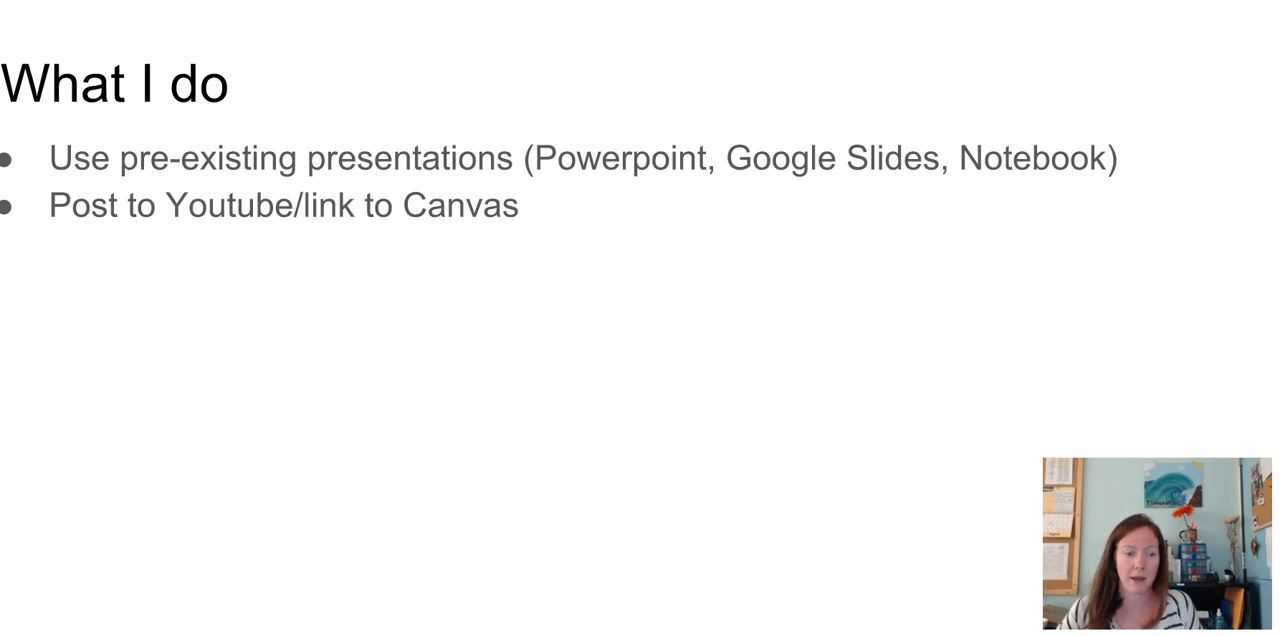 What I do
● Use pre-existing presentations (Powerpoint, Google Slides, Notebook)
● Post to Youtube/link to Canvas